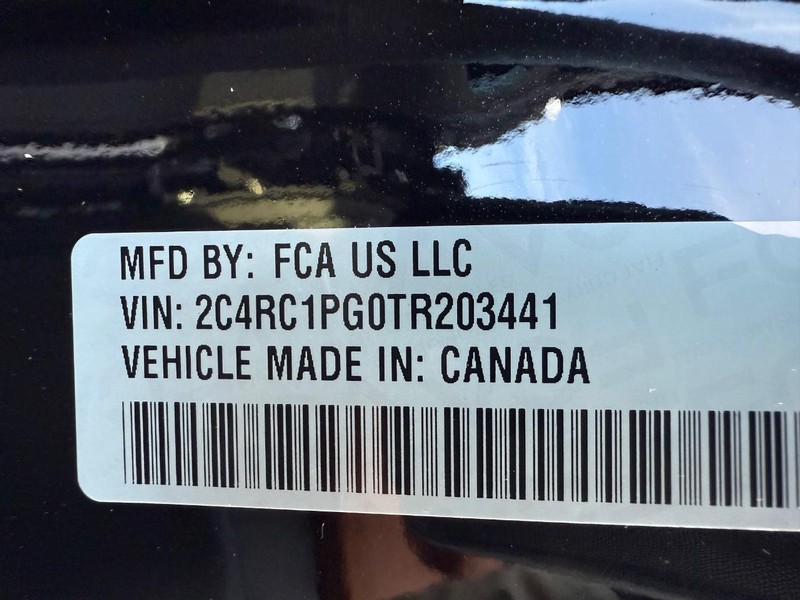 MFD BY: FCA US LLC
VIN: 2C4RC1PG0TR203441
VEHICLE MADE IN: CANADA